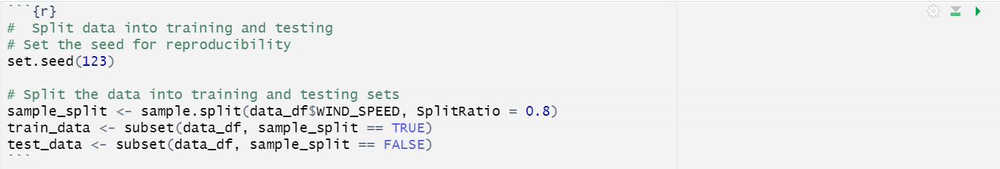 ```{r}
#  Split data into training and testing
# Set the seed for reproducibility
set.seed(123)
# Split the data into training and testing sets
sample_split <- sample.split(data_df$WIND_SPEED, SplitRatio = 0.8)
train_data <- subset(data_df, sample_split == TRUE)
test_data <- subset(data_df, sample_split == FALSE)
```